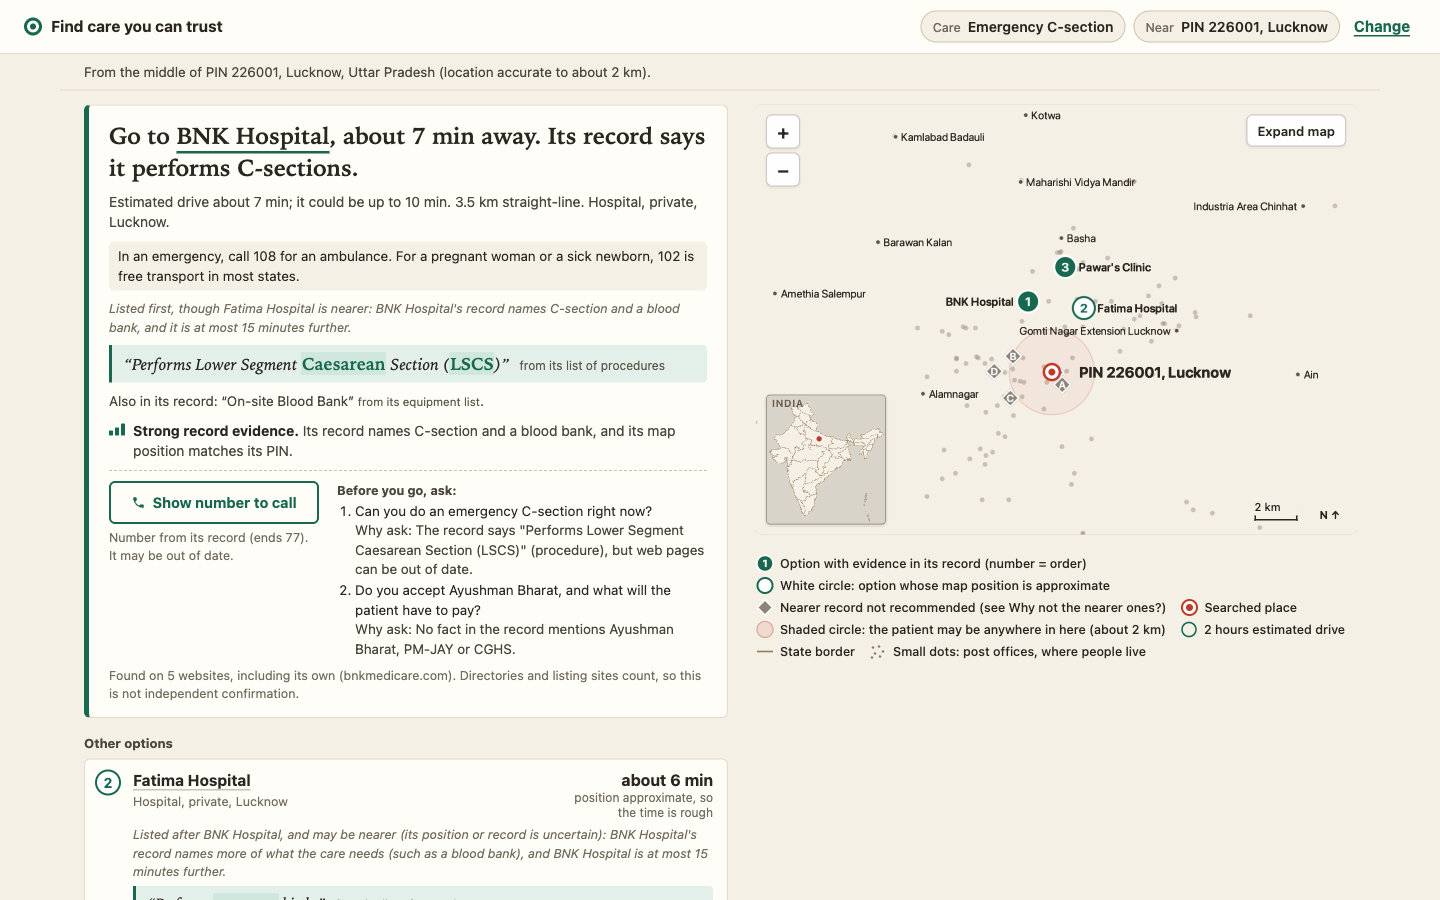 Find care you can trust
Care Emergency C-section
Near PIN 226001, Lucknow
Change
From the middle of PIN 226001, Lucknow, Uttar Pradesh (location accurate to about 2 km).
Go to BNK Hospital, about 7 min away. Its record says
it performs C-sections.
Estimated drive about 7 min; it could be up to 10 min. 3.5 km straight-line. Hospital, private,
Lucknow.
In an emergency, call 108 for an ambulance. For a pregnant woman or a sick newborn, 102 is
free transport in most states.
Listed first, though Fatima Hospital is nearer: BNK Hospital's record names C-section and a blood
bank, and it is at most 15 minutes further.
“Performs Lower Segment Caesarean Section (LSCS)” from its list of procedures
Also in its record: “On-site Blood Bank” from its equipment list.
Strong record evidence. Its record names C-section and a blood bank, and its map
position matches its PIN.
Show number to call
Number from its record (ends 77).
It may be out of date.
Before you go, ask:
1. Can you do an emergency C-section right now?
Why ask: The record says "Performs Lower Segment
Caesarean Section (LSCS)" (procedure), but web pages
can be out of date.
2. Do you accept Ayushman Bharat, and what will the
patient have to pay?
Why ask: No fact in the record mentions Ayushman
Bharat, PM-JAY or CGHS.
Found on 5 websites, including its own (bnkmedicare.com). Directories and listing sites count, so this
is not independent confirmation.
Other options
2
Fatima Hospital
about 6 min
Hospital, private, Lucknow
position approximate, so
the time is rough
Listed after BNK Hospital, and may be nearer (its position or record is uncertain): BNK Hospital's
record names more of what the care needs (such as a blood bank), and BNK Hospital is at most 15
minutes further.
+
−
Expand map
Kotwa
Kamlabad Badauli
Maharishi Vidya Mandir
Industria Area Chinhat
Barawan Kalan
Basha
3 Pawar's Clinic
Amethia Salempur
BNK Hospital 1
2 Fatima Hospital
Gomti Nagar Extension Lucknow
B
D
A
C
PIN 226001, Lucknow
Ain
Alamnagar
INDIA
2 km
N ↑
1 Option with evidence in its record (number = order)
White circle: option whose map position is approximate
Nearer record not recommended (see Why not the nearer ones?)
Searched place
Shaded circle: the patient may be anywhere in here (about 2 km)
2 hours estimated drive
State border
Small dots: post offices, where people live